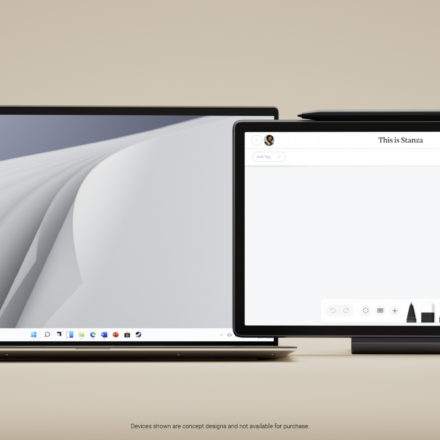 This is Stanza
Add Tag
Devices shown are concept designs and not available for purchase.